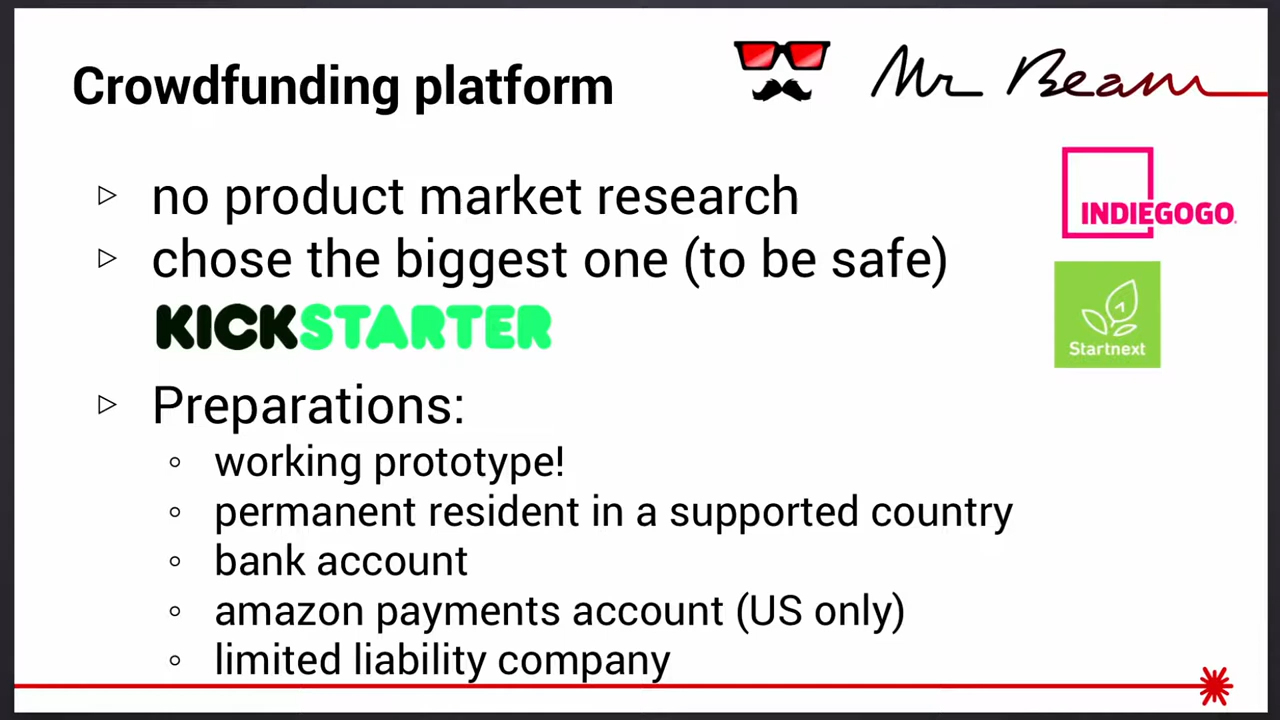 Crowdfunding platform
Mr Beam
no product market research
INDIEGOGO
chose the biggest one (to be safe)
KICKSTARTER
Startnext
Preparations:
working prototype!
permanent resident in a supported country
bank account
amazon payments account (US only)
limited liability company